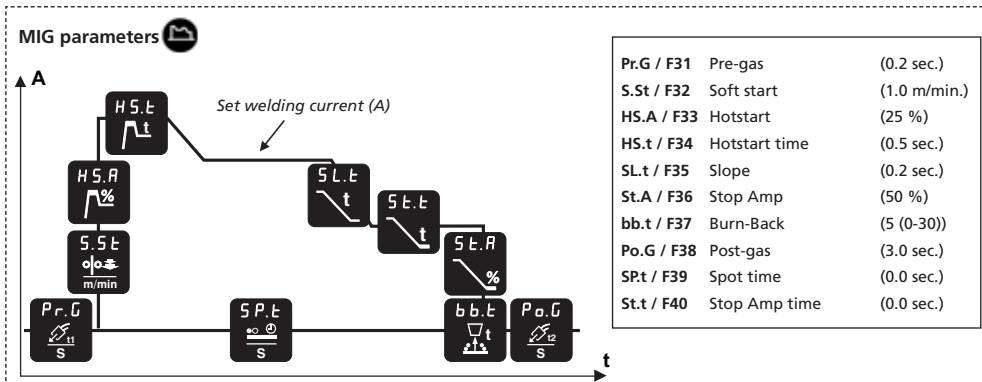 MIG parameters
A
Set welding current (A)
HS.t
t
HS.A
%
S.St
m/min
Pr.G
t1
S
SP.t
S
SL.t
t
St.t
t
St.A
%
bb.t
t
Po.G
t2
S
t
Pr.G / F31 Pre-gas (0.2 sec.)
S.St / F32 Soft start (1.0 m/min.)
HS.A / F33 Hotstart (25 %)
HS.t / F34 Hotstart time (0.5 sec.)
SL.t / F35 Slope (0.2 sec.)
St.A / F36 Stop Amp (50 %)
bb.t / F37 Burn-Back (5 (0-30))
Po.G / F38 Post-gas (3.0 sec.)
SP.t / F39 Spot time (0.0 sec.)
St.t / F40 Stop Amp time (0.0 sec.)